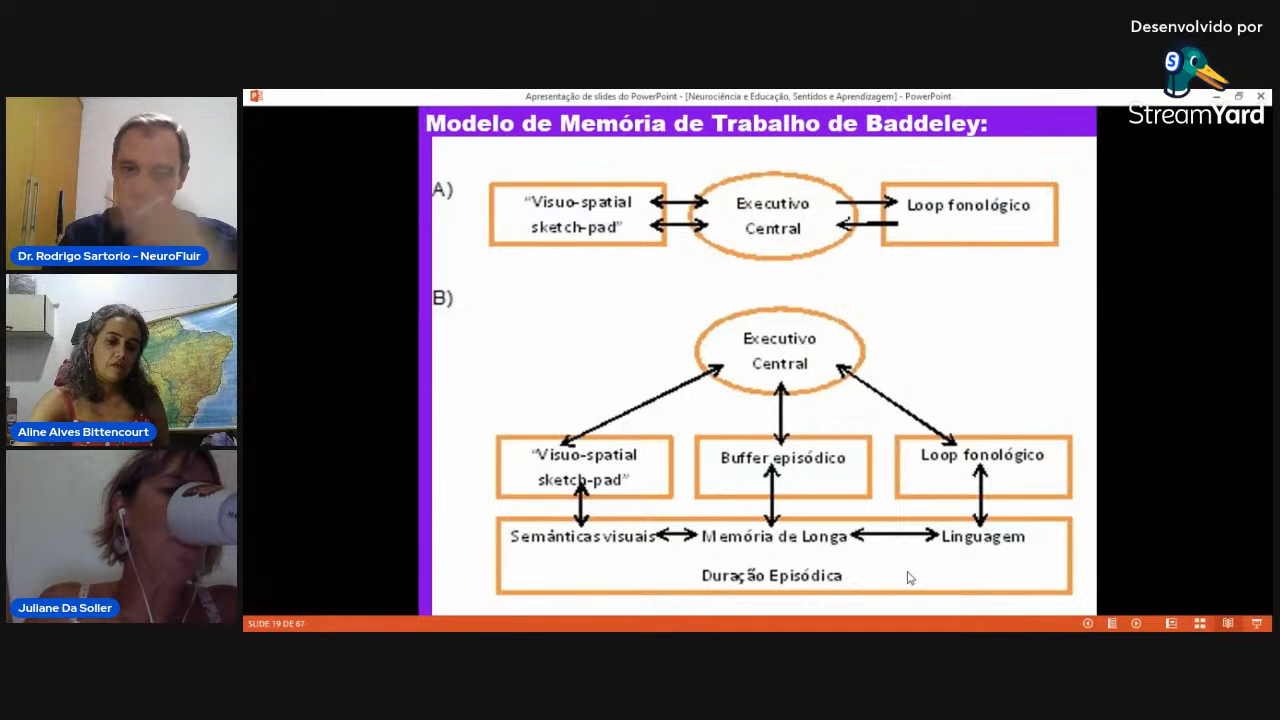 Desenvolvido por
S
StreamYard
Apresentação de slides do PowerPoint - [Neurociência e Educação, Sentidos e Aprendizagem] - PowerPoint
Modelo de Memória de Trabalho de Baddeley:
A)
“Visuo-spatial
sketch-pad”
Executivo
Central
Loop fonológico
B)
Executivo
Central
“Visuo-spatial
sketch-pad”
Buffer episódico
Loop fonológico
Semânticas visuais
Memória de Longa
Linguagem
Duração Episódica
SLIDE 19 DE 67
Dr. Rodrigo Sartorio - NeuroFluir
Aline Alves Bittencourt
Juliane Da Soller